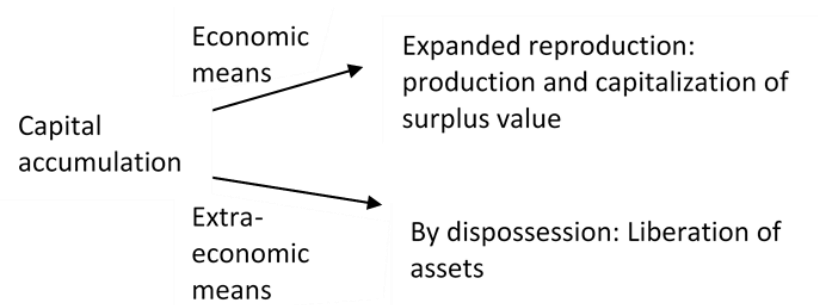 Economic
means
Expanded reproduction:
production and capitalization of
surplus value
Capital
accumulation
Extra-
economic
means
By dispossession: Liberation of
assets